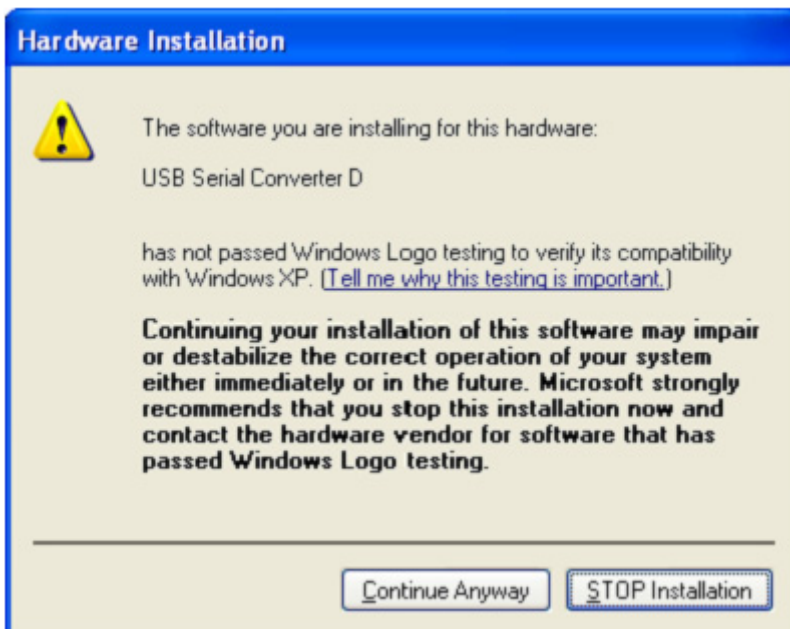 Hardware Installation
The software you are installing for this hardware:
USB Serial Converter D
has not passed Windows Logo testing to verify its compatibility
with Windows XP. (Tell me why this testing is important.)
Continuing your installation of this software may impair
or destabilize the correct operation of your system
either immediately or in the future. Microsoft strongly
recommends that you stop this installation now and
contact the hardware vendor for software that has
passed Windows Logo testing.
Continue Anyway
STOP Installation